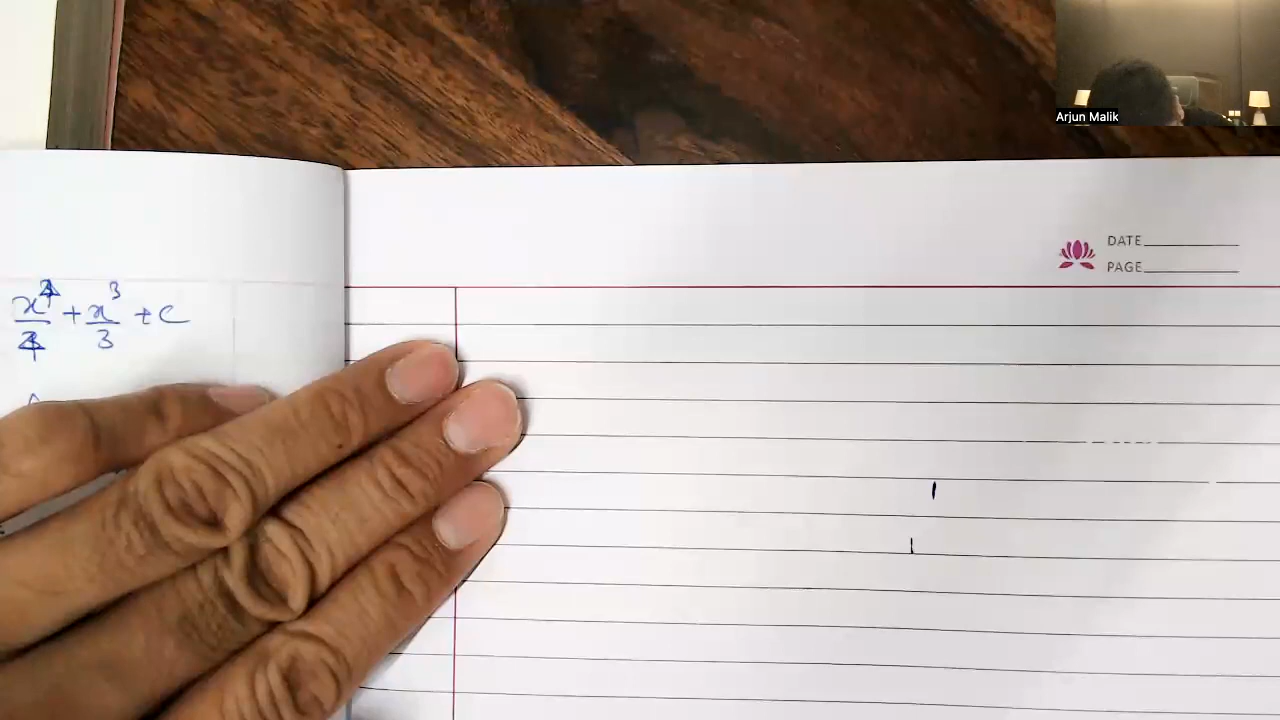 Arjun Malik
DATE
PAGE
x⁴/4 + x³/3 + c